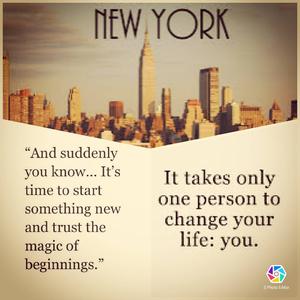 NEW YORK
“And suddenly
you know... It’s
time to start
something new
and trust the
magic of
beginnings.”
It takes only
one person to
change your
life: you.